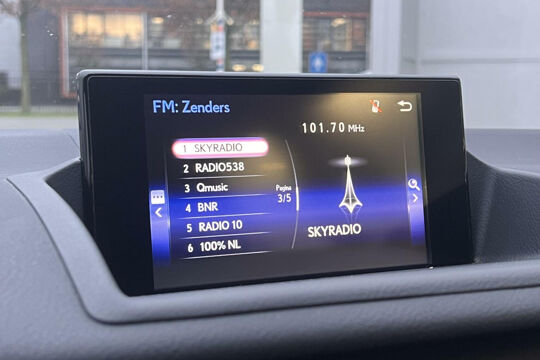 FM: Zenders
101.70 MHz
1 SKYRADIO
2 RADIO538
3 Qmusic
Pagina
3/5
4 BNR
5 RADIO 10
6 100% NL
SKYRADIO